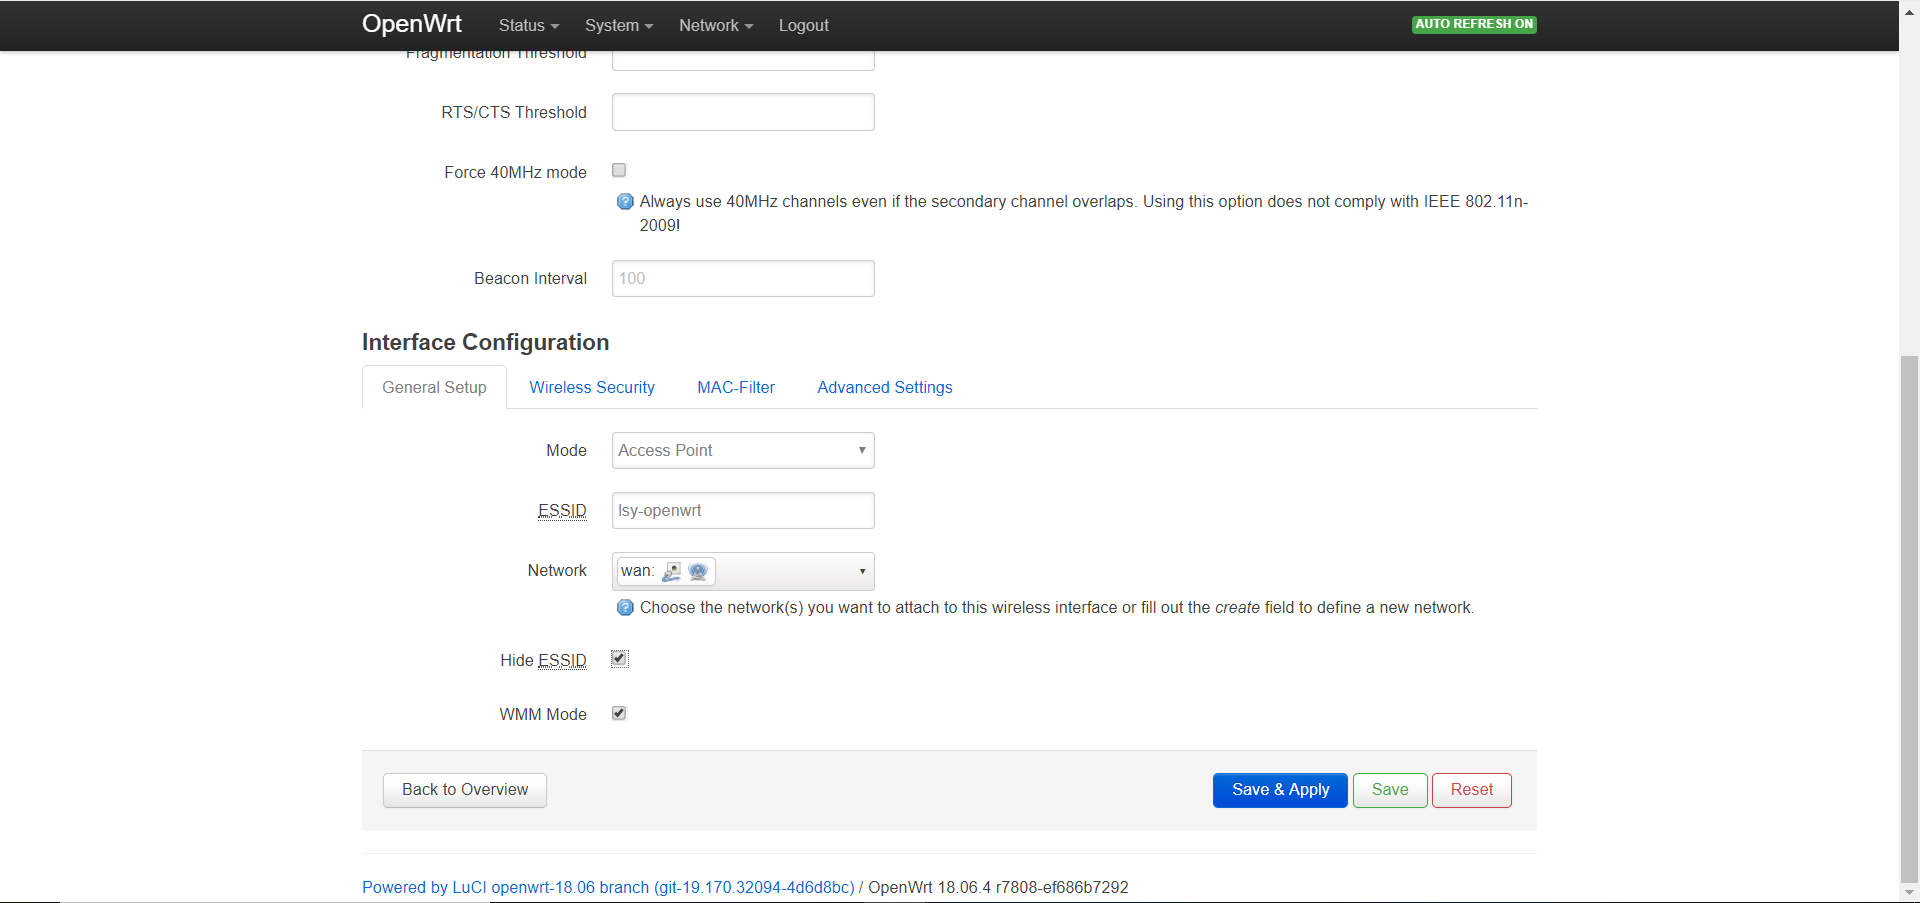 OpenWrt Status System Network Logout AUTO REFRESH ON
Fragmentation Threshold
RTS/CTS Threshold
Force 40MHz mode
Always use 40MHz channels even if the secondary channel overlaps. Using this option does not comply with IEEE 802.11n-
2009!
Beacon Interval 100
Interface Configuration
General Setup Wireless Security MAC-Filter Advanced Settings
Mode Access Point
ESSID lsy-openwrt
Network wan:
Choose the network(s) you want to attach to this wireless interface or fill out the create field to define a new network.
Hide ESSID
WMM Mode
Back to Overview Save & Apply Save Reset
Powered by LuCI openwrt-18.06 branch (git-19.170.32094-4d6d8bc) / OpenWrt 18.06.4 r7808-ef686b7292